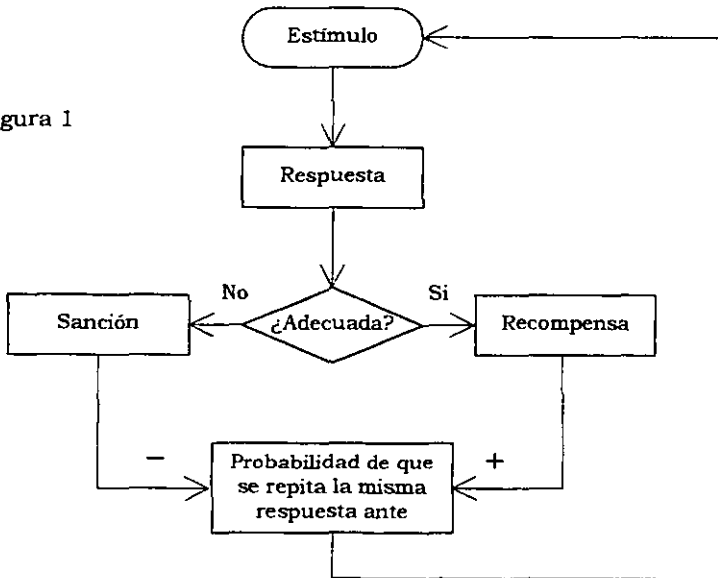 Estímulo
gura 1
Respuesta
No
Si
Sanción
¿Adecuada?
Recompensa
−
Probabilidad de que
+
se repita la misma
respuesta ante